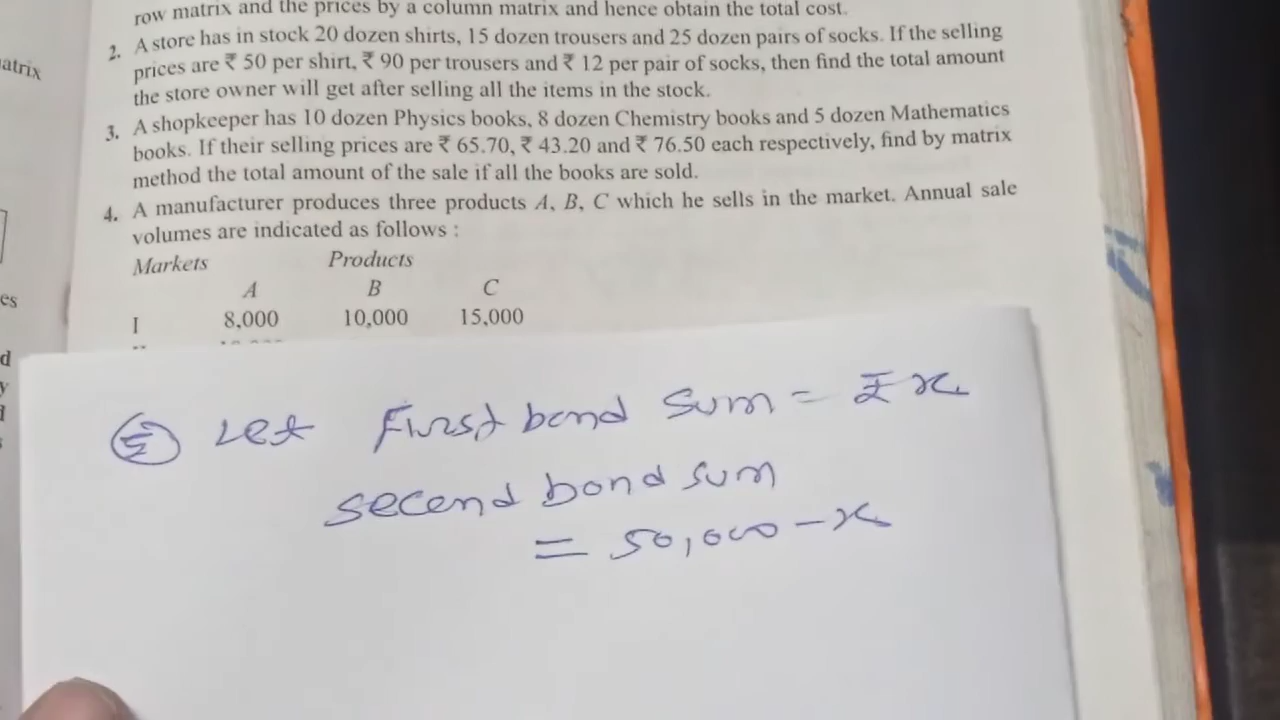 row matrix and the prices by a column matrix and hence obtain the total cost.
2. A store has in stock 20 dozen shirts, 15 dozen trousers and 25 dozen pairs of socks. If the selling
prices are ₹ 50 per shirt, ₹ 90 per trousers and ₹ 12 per pair of socks, then find the total amount
the store owner will get after selling all the items in the stock.
3. A shopkeeper has 10 dozen Physics books, 8 dozen Chemistry books and 5 dozen Mathematics
books. If their selling prices are ₹ 65.70, ₹ 43.20 and ₹ 76.50 each respectively, find by matrix
method the total amount of the sale if all the books are sold.
4. A manufacturer produces three products A, B, C which he sells in the market. Annual sale
volumes are indicated as follows :
Markets Products
A B C
I 8,000 10,000 15,000
atrix
es
d
y
Let First bond sum = ₹ x
secend bond sum
= 50,000 - x